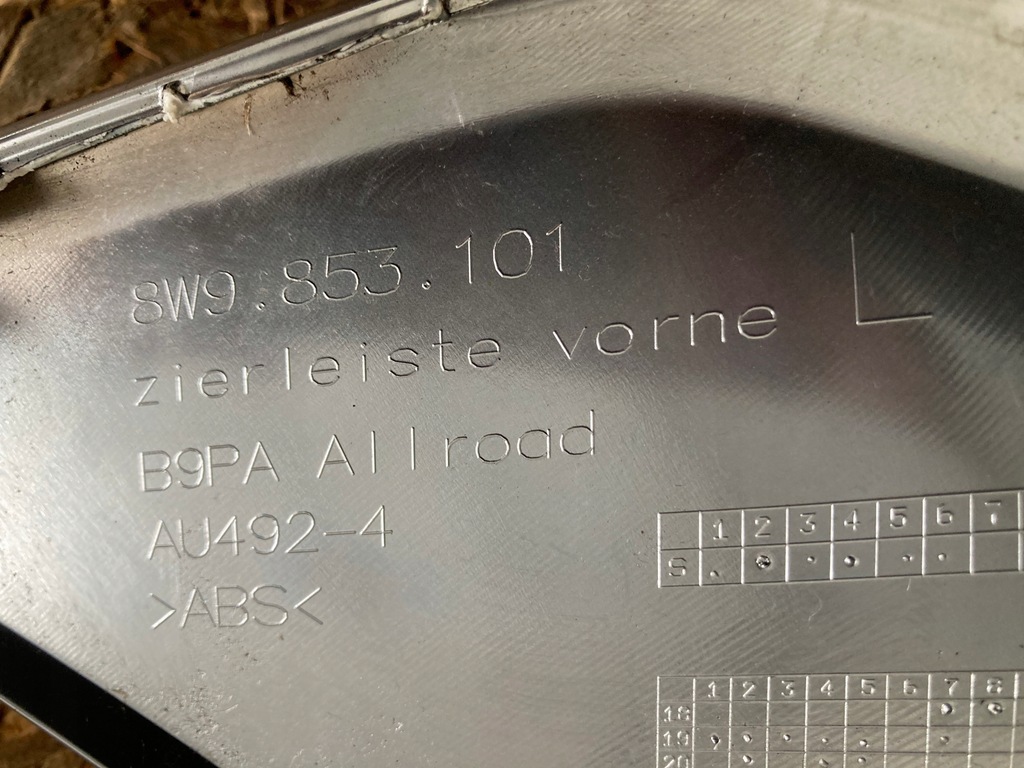 8W9.853.101
zierleiste vorne L
B9PA Allroad
AU492-4
>ABS<
1 2 3 4 5 6 7
S
1 2 3 4 5 6 7 8
18
19
20